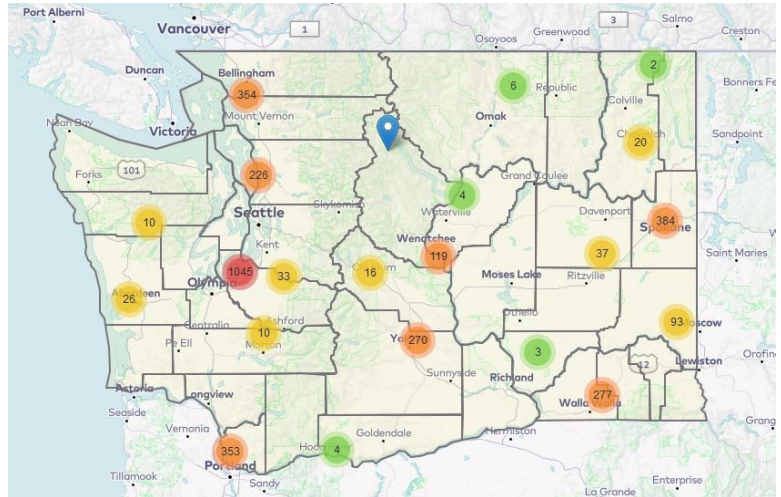 Port Alberni
Vancouver
1
3
Salmo
Creston
Osoyoos
Greenwood
Duncan
Bellingham
354
Mount Vernon
2
Bonners Fe
6
Republic
Colville
Omak
Victoria
Neah Bay
20
Sandpoint
Forks
101
226
Grand Coulee
4
Waterville
Skykomish
Seattle
Davenport
384
Spokane
10
Kent
Wenatchee
119
37
Saint Maries
1045
33
16
Moses Lake
Ritzville
26
Aberdeen
Olympia
Othello
93
Moscow
Centralia
10
Ashford
Morton
Pe Ell
270
3
Orofin
12
Lewiston
Sunnyside
Richland
Astoria
Longview
277
Walla Walla
Seaside
Vernonia
353
Portland
4
Goldendale
Hermiston
Grang
Tillamook
Sandy
Enterprise
La Grande